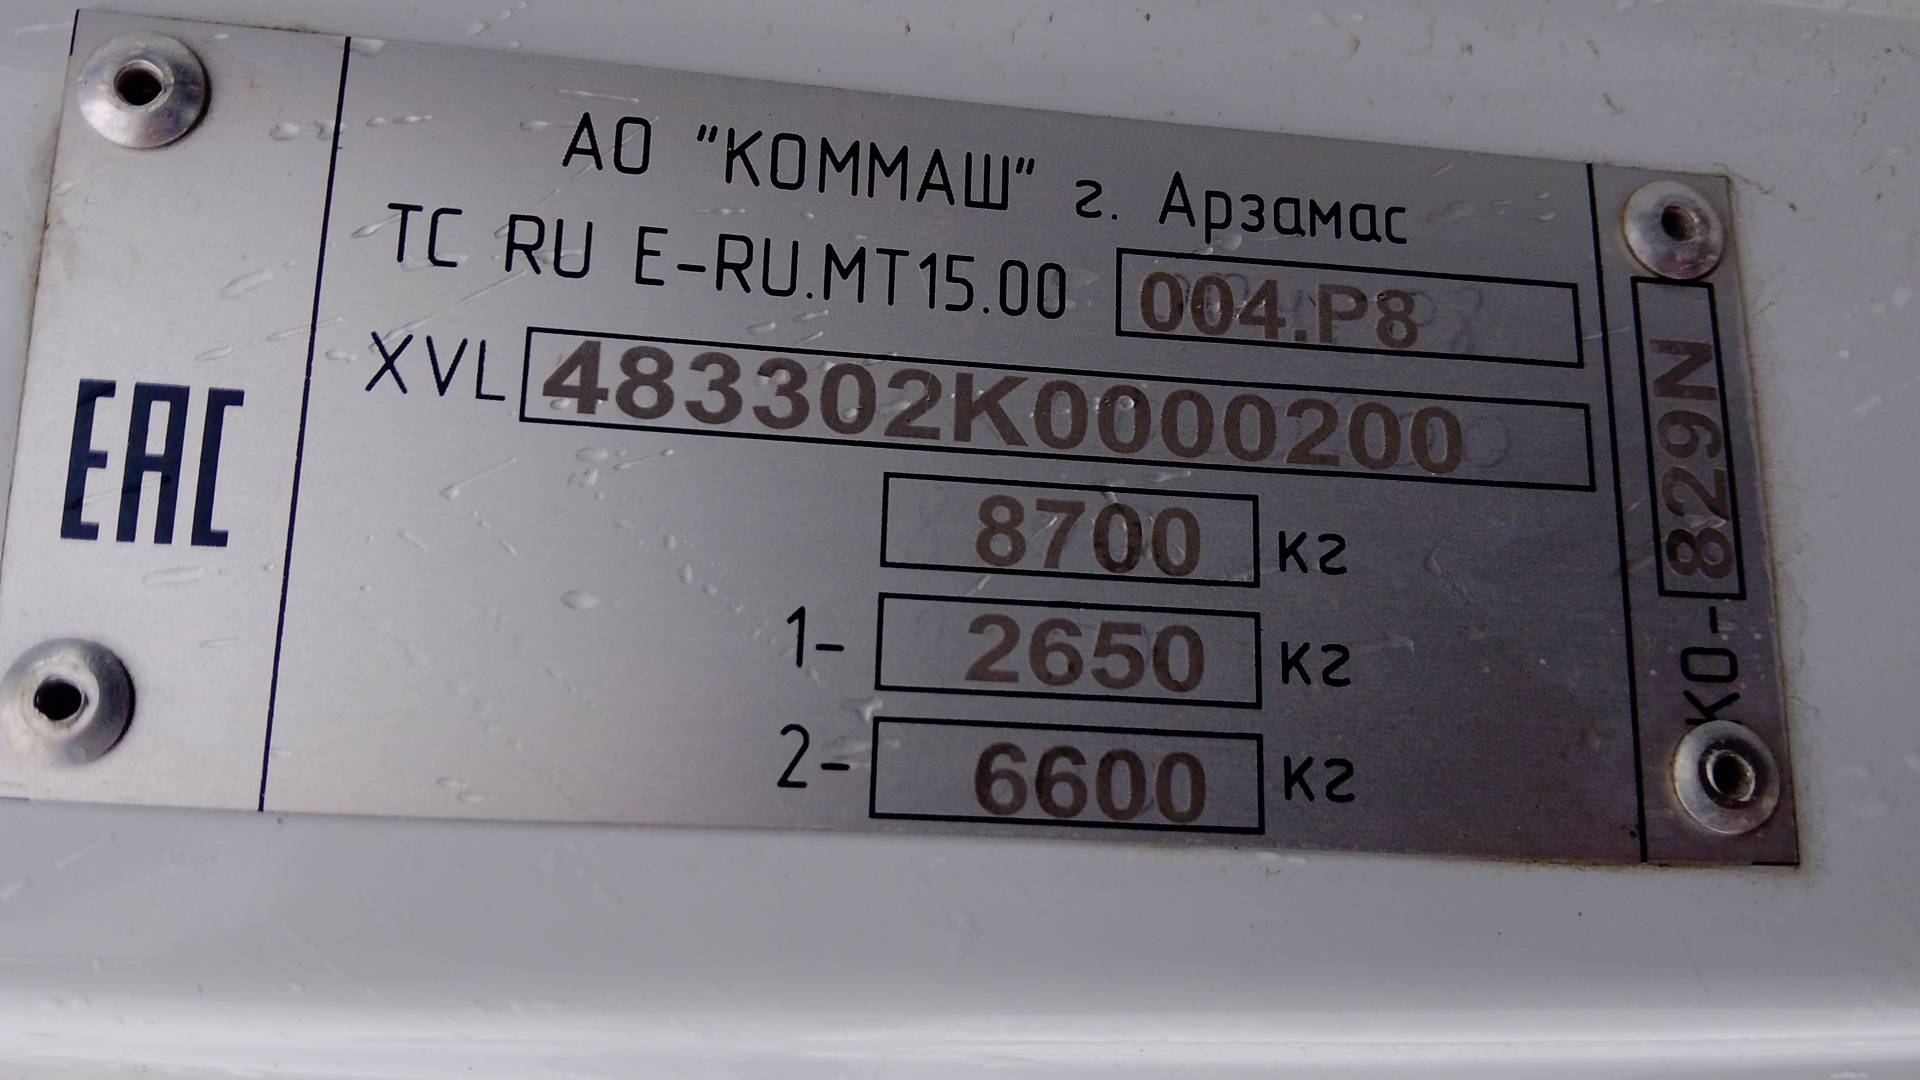 ЕАС
АО "КОММАШ" г. Арзамас
ТС RU E-RU.MT15.00 004.P8
XVL 483302K0000200
8700 кг
1- 2650 кг
2- 6600 кг
КО-829N